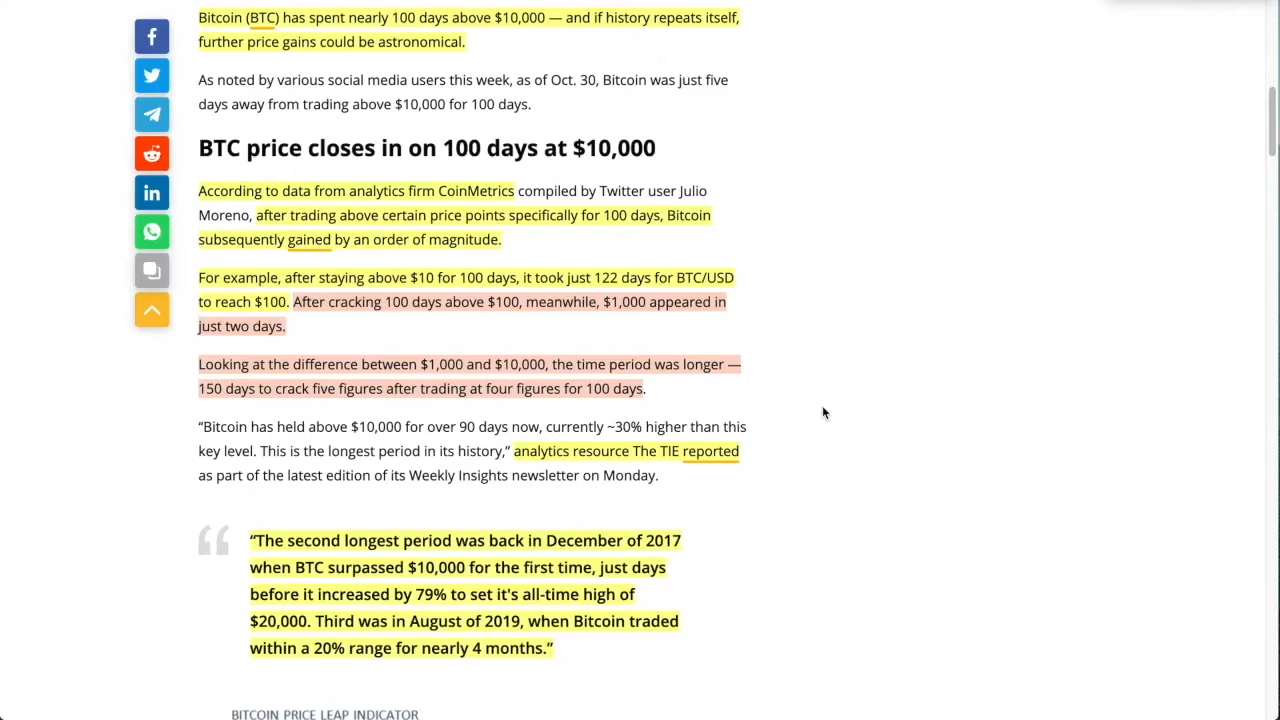 Bitcoin (BTC) has spent nearly 100 days above $10,000 — and if history repeats itself,
further price gains could be astronomical.
As noted by various social media users this week, as of Oct. 30, Bitcoin was just five
days away from trading above $10,000 for 100 days.
BTC price closes in on 100 days at $10,000
According to data from analytics firm CoinMetrics compiled by Twitter user Julio
Moreno, after trading above certain price points specifically for 100 days, Bitcoin
subsequently gained by an order of magnitude.
For example, after staying above $10 for 100 days, it took just 122 days for BTC/USD
to reach $100. After cracking 100 days above $100, meanwhile, $1,000 appeared in
just two days.
Looking at the difference between $1,000 and $10,000, the time period was longer —
150 days to crack five figures after trading at four figures for 100 days.
“Bitcoin has held above $10,000 for over 90 days now, currently ~30% higher than this
key level. This is the longest period in its history,” analytics resource The TIE reported
as part of the latest edition of its Weekly Insights newsletter on Monday.
“The second longest period was back in December of 2017
when BTC surpassed $10,000 for the first time, just days
before it increased by 79% to set it's all-time high of
$20,000. Third was in August of 2019, when Bitcoin traded
within a 20% range for nearly 4 months.”
BITCOIN PRICE LEAP INDICATOR